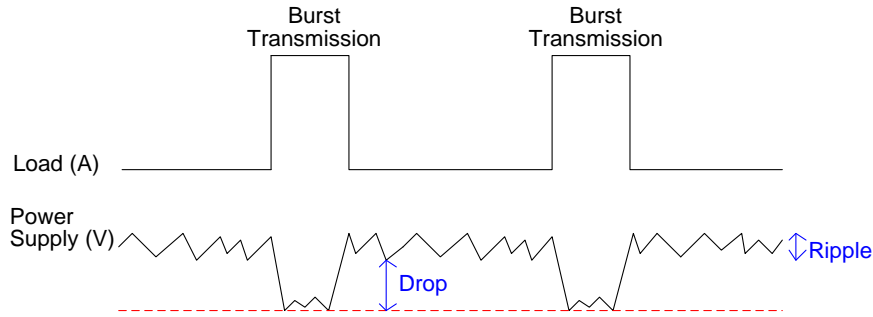 Burst
Transmission
Burst
Transmission
Load (A)
Power
Supply (V)
Drop
Ripple